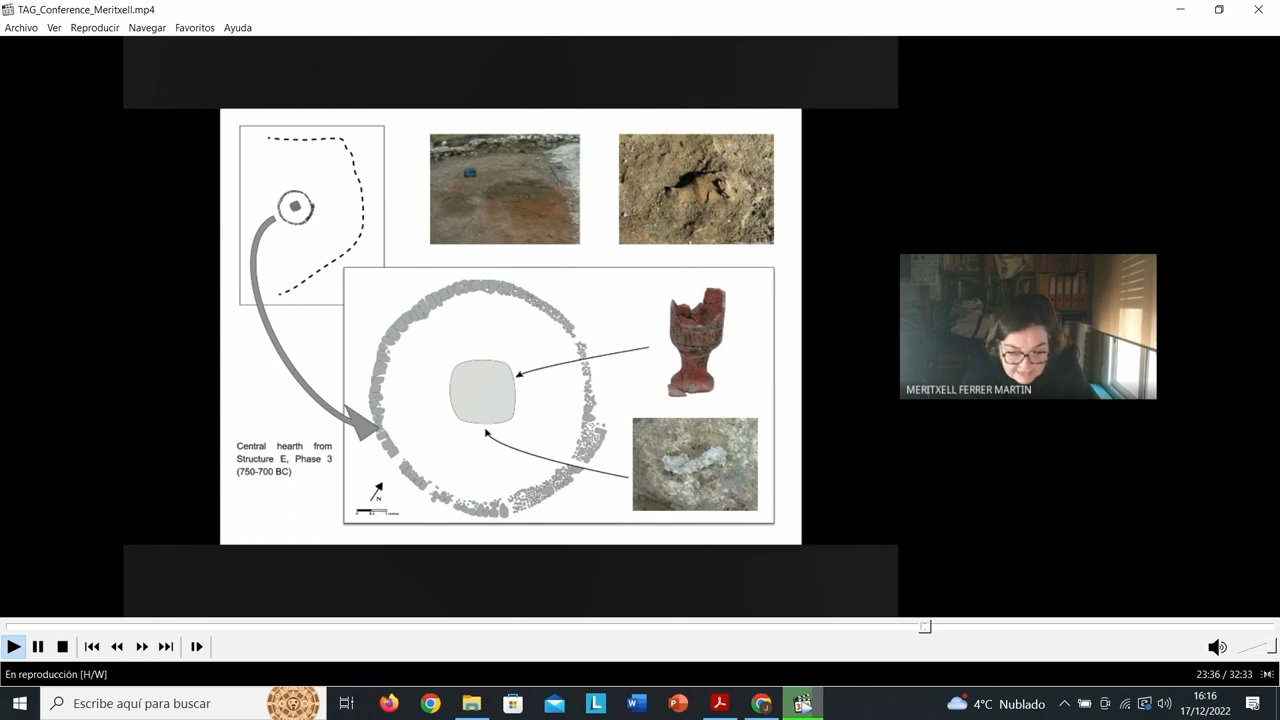 TAG_Conference_Meritxell.mp4
Archivo Ver Reproducir Navegar Favoritos Ayuda
Central hearth from
Structure E, Phase 3
(750-700 BC)
N
MERITXELL FERRER MARTIN
En reproducción [H/W]
23:36 / 32:33
Escribe aquí para buscar
4°C Nublado
16:16
17/12/2022